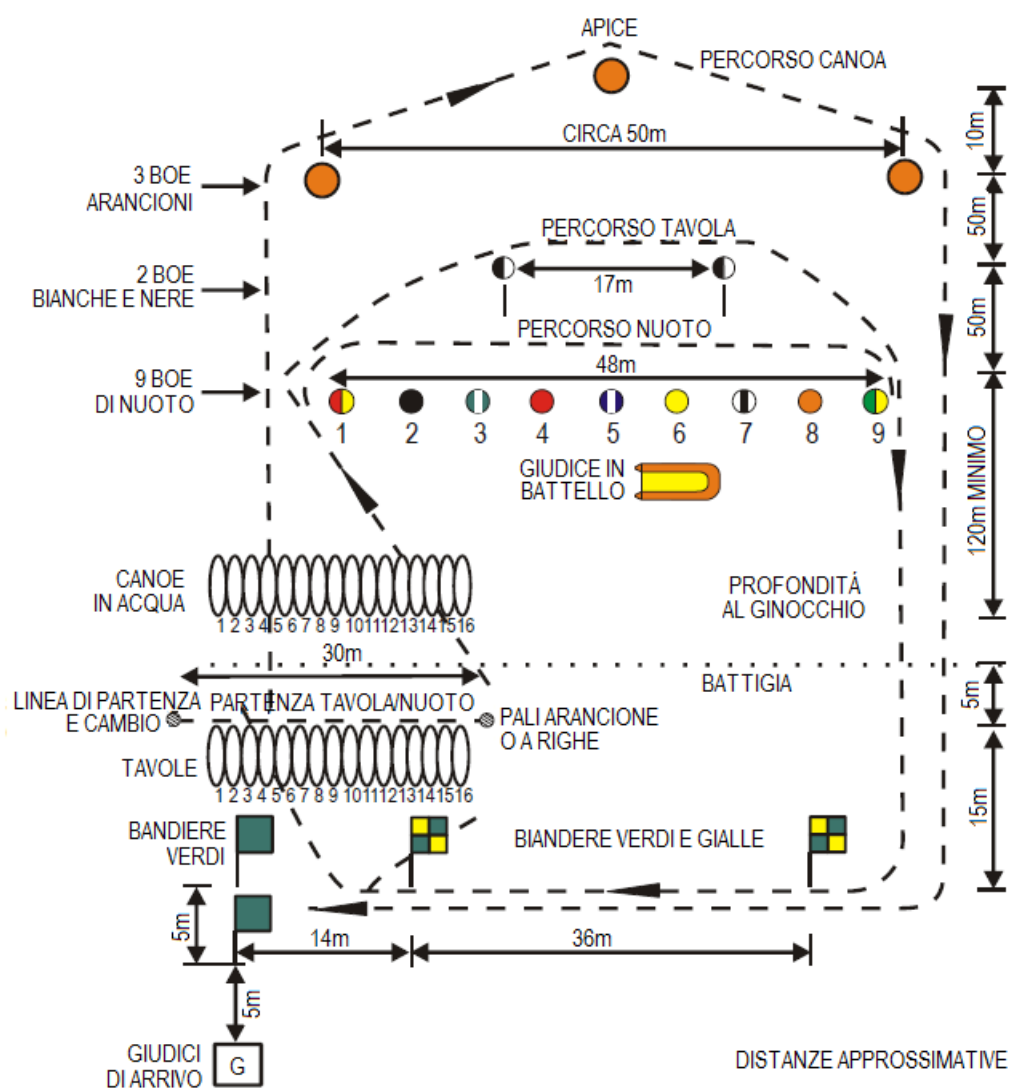 APICE
PERCORSO CANOA
10m
CIRCA 50m
3 BOE
ARANCIONI
50m
PERCORSO TAVOLA
2 BOE
BIANCHE E NERE
17m
50m
PERCORSO NUOTO
48m
9 BOE
DI NUOTO
1 2 3 4 5 6 7 8 9
GIUDICE IN
BATTELLO
120m MINIMO
CANOE
IN ACQUA
PROFONDITÁ
AL GINOCCHIO
1 2 3 4 5 6 7 8 9 10 11 12 13 14 15 16
30m
BATTIGIA
LINEA DI PARTENZA
E CAMBIO
PARTENZA TAVOLA/NUOTO
PALI ARANCIONE
O A RIGHE
5m
TAVOLE
1 2 3 4 5 6 7 8 9 10 11 12 13 14 15 16
15m
BANDIERE
VERDI
BIANDERE VERDI E GIALLE
5m
14m
36m
5m
GIUDICI
DI ARRIVO
G
DISTANZE APPROSSIMATIVE